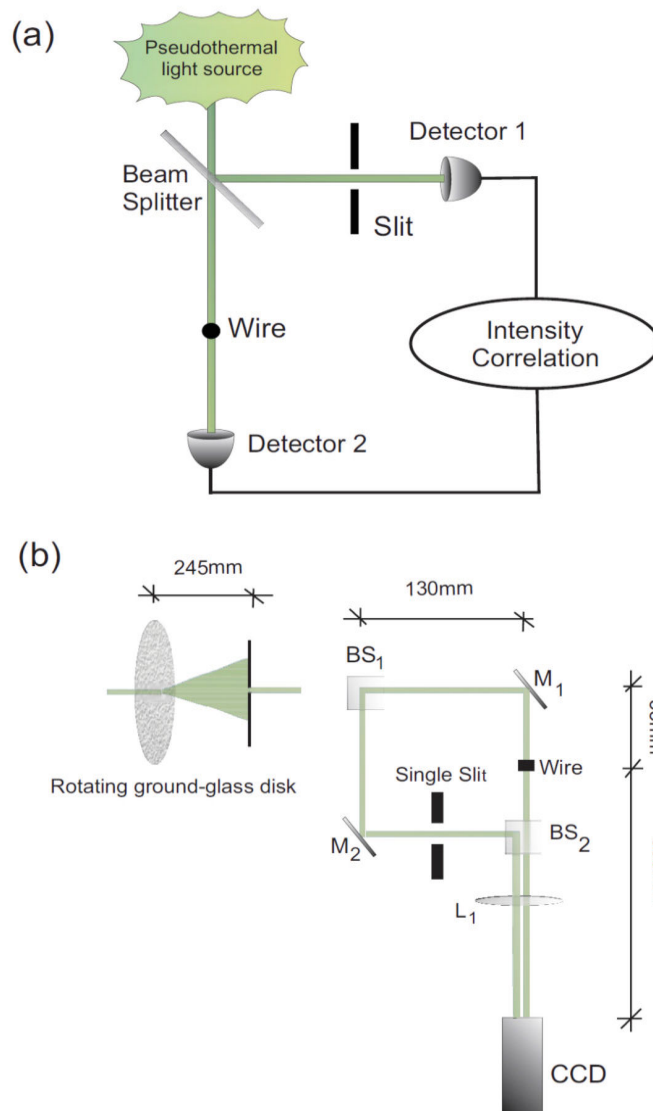 (a)
Pseudothermal
light source
Detector 1
Beam
Splitter
Slit
Wire
Intensity
Correlation
Detector 2
(b)
245mm
130mm
BS1
M1
Wire
Single Slit
M2
BS2
Rotating ground-glass disk
L1
CCD